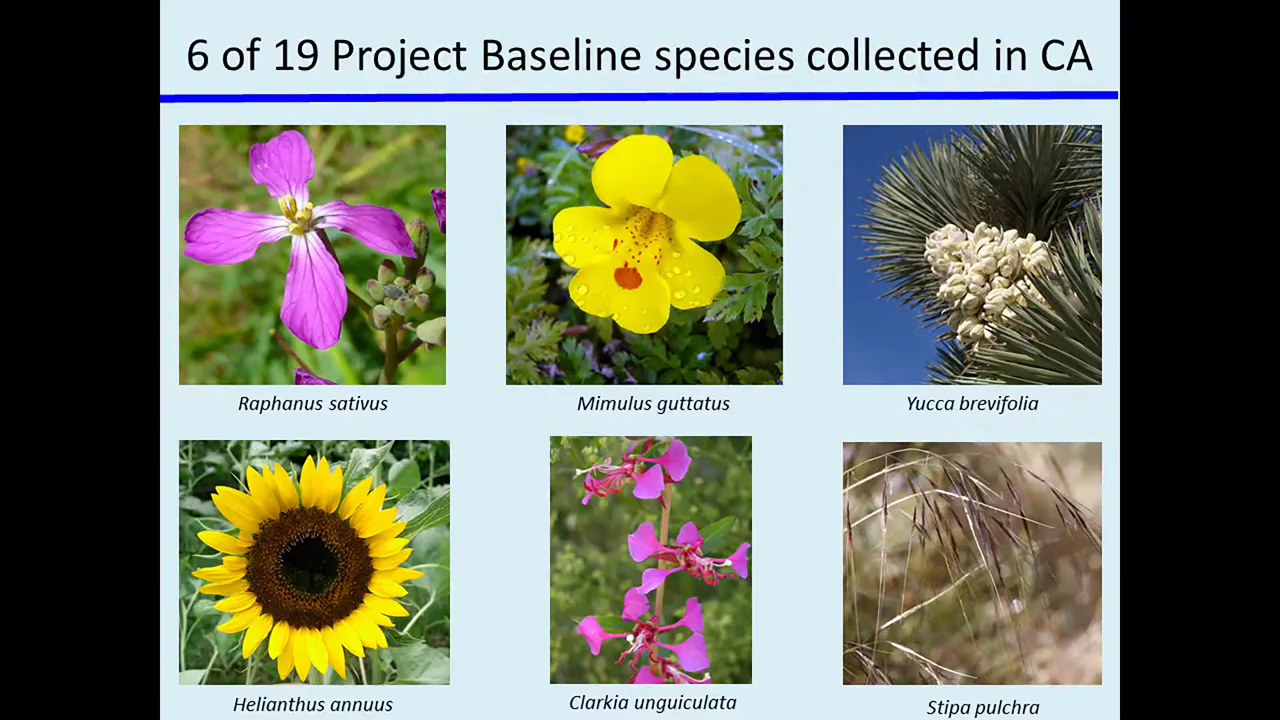 6 of 19 Project Baseline species collected in CA
Raphanus sativus
Mimulus guttatus
Yucca brevifolia
Helianthus annuus
Clarkia unguiculata
Stipa pulchra